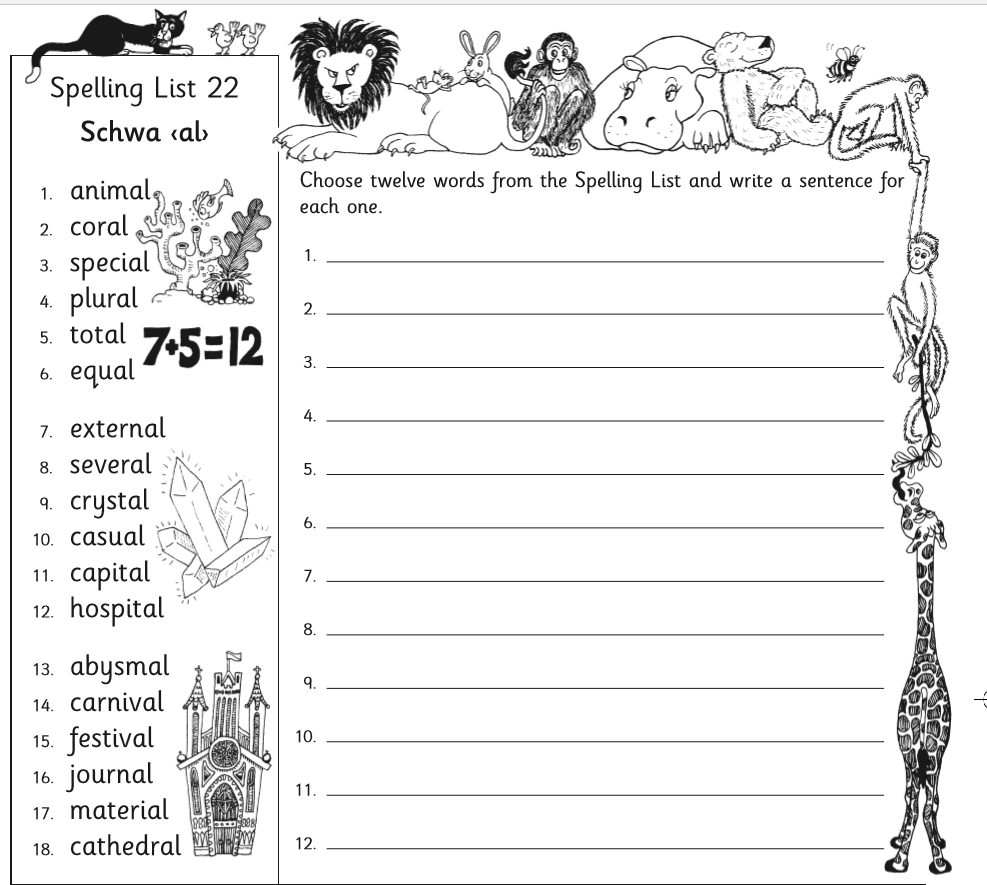 Spelling List 22
Schwa ‹al›
1. animal
2. coral
3. special
4. plural
5. total
6. equal
7+5=12
7. external
8. several
9. crystal
10. casual
11. capital
12. hospital
13. abysmal
14. carnival
15. festival
16. journal
17. material
18. cathedral
Choose twelve words from the Spelling List and write a sentence for
each one.
1.
2.
3.
4.
5.
6.
7.
8.
9.
10.
11.
12.